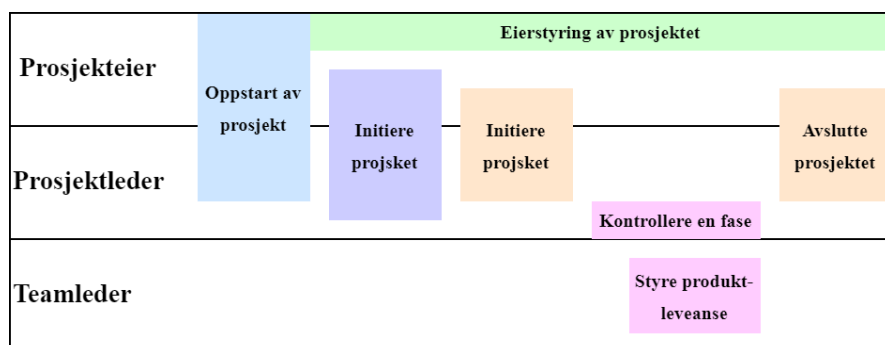 Eierstyring av prosjektet
Prosjekteier
Oppstart av
prosjekt
Initiere
projsket
Initiere
projsket
Avslutte
prosjektet
Prosjektleder
Kontrollere en fase
Teamleder
Styre produkt-
leveanse